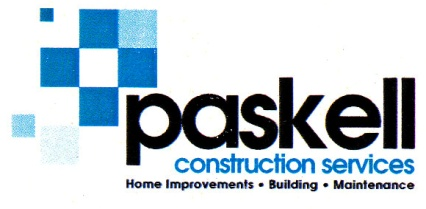 paskell
construction services
Home Improvements • Building • Maintenance